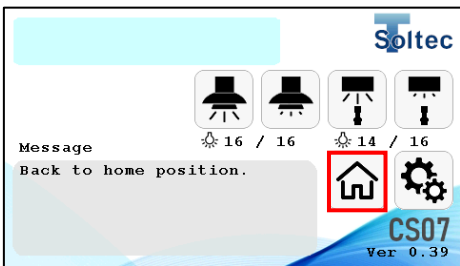 Soltec
16 / 16
14 / 16
Message
Back to home position.
CS07
Ver 0.39